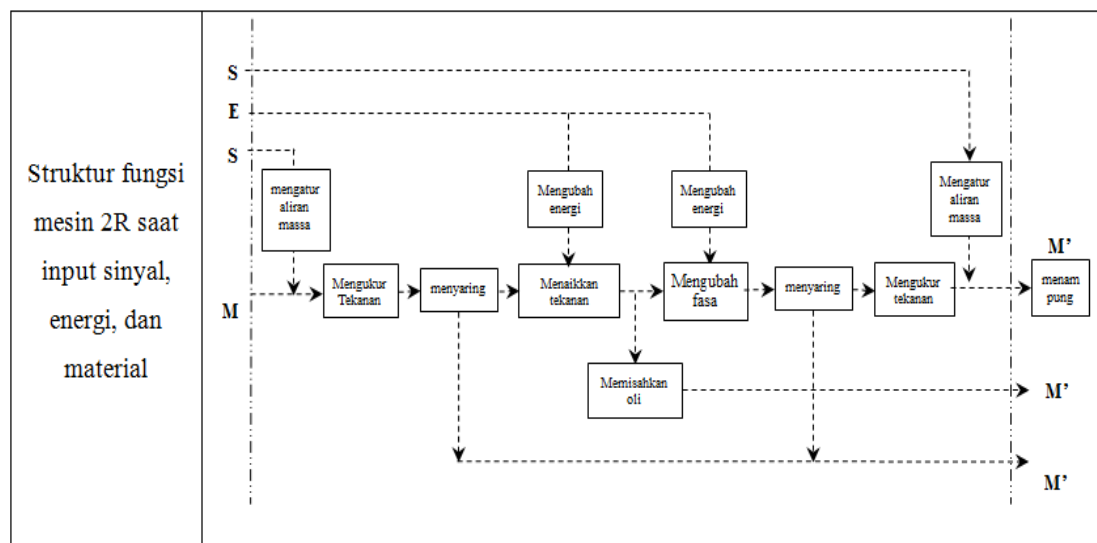 Struktur fungsi
mesin 2R saat
input sinyal,
energi, dan
material
S
E
S
mengatur
aliran
massa
Mengubah
energi
Mengubah
energi
Mengatur
aliran
massa
M
Mengukur
Tekanan
menyaring
Menaikkan
tekanan
Mengubah
fasa
menyaring
Mengukur
tekanan
M’
menam
pung
Memisahkan
oli
M’
M’